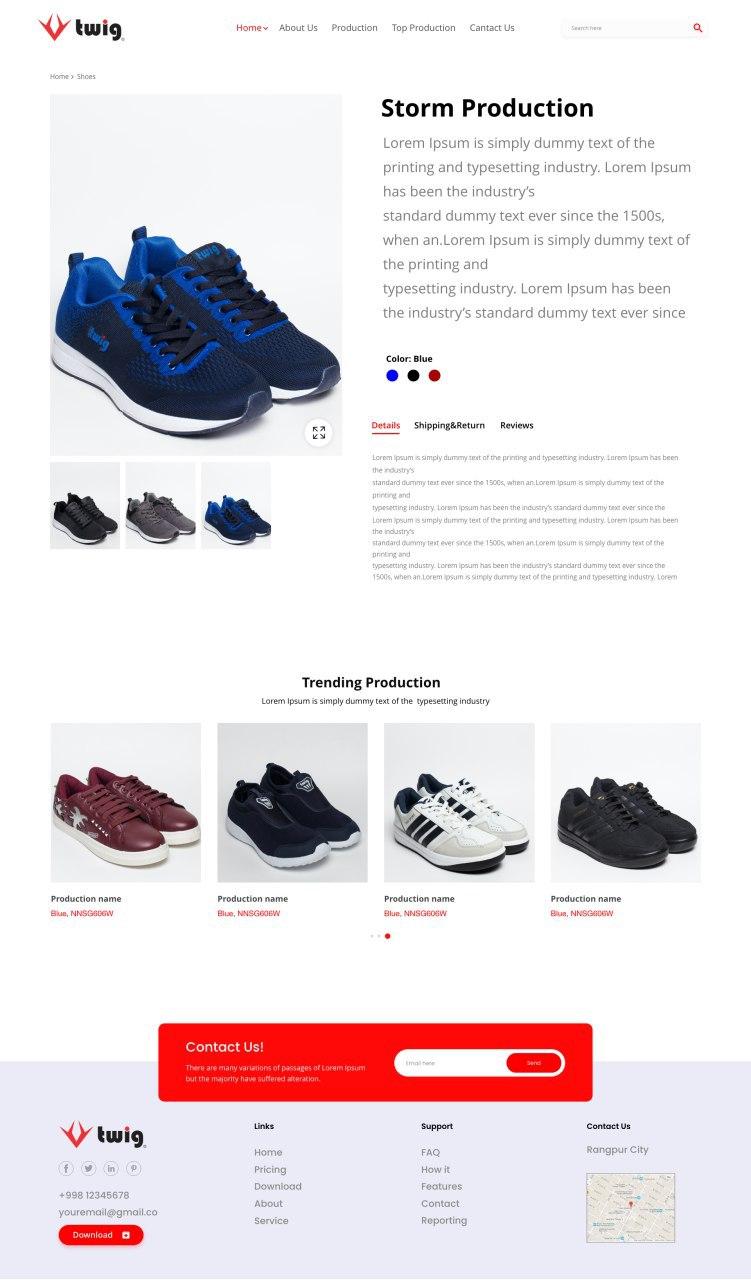 twig
Home
About Us
Production
Top Production
Cantact Us
Search here
Home > Shoes
Storm Production
Lorem Ipsum is simply dummy text of the
printing and typesetting industry. Lorem Ipsum
has been the industry's
standard dummy text ever since the 1500s,
when an.Lorem Ipsum is simply dummy text of
the printing and
typesetting industry. Lorem Ipsum has been
the industry's standard dummy text ever since
twig
twig
Color: Blue
Details
Shipping&Return
Reviews
Lorem Ipsum is simply dummy text of the printing and typesetting industry. Lorem Ipsum has been
the industry's
standard dummy text ever since the 1500s, when an.Lorem Ipsum is simply dummy text of the
printing and
typesetting industry. Lorem Ipsum has been the industry's standard dummy text ever since the
Lorem Ipsum is simply dummy text of the printing and typesetting industry. Lorem Ipsum has been
the industry's
standard dummy text ever since the 1500s, when an.Lorem Ipsum is simply dummy text of the
printing and
typesetting industry. Lorem Ipsum has been the industry's standard dummy text ever since the
1500s, when an.Lorem Ipsum is simply dummy text of the printing and typesetting industry. Lorem
Trending Production
Lorem Ipsum is simply dummy text of the typesetting industry
Production name
Blue, NNSG606W
Production name
Blue, NNSG606W
Production name
Blue, NNSG606W
Production name
Blue, NNSG606W
Contact Us!
There are many variations of passages of Lorem Ipsum
but the majority have suffered alteration.
Email here
Send
twig
+998 12345678
youremail@gmail.co
Download
Links
Home
Pricing
Download
About
Service
Support
FAQ
How it
Features
Contact
Reporting
Contact Us
Rangpur City